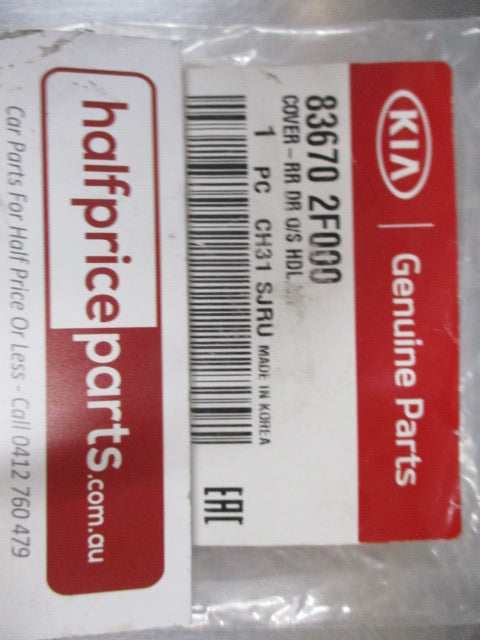 KIA | Genuine Parts
83670 2F000
COVER-RR DR O/S HDL
1 PC CH31 SJRU MADE IN KOREA
EAC
halfpriceparts.com.au
Car Parts For Half Price Or Less - Call 0412 760 479